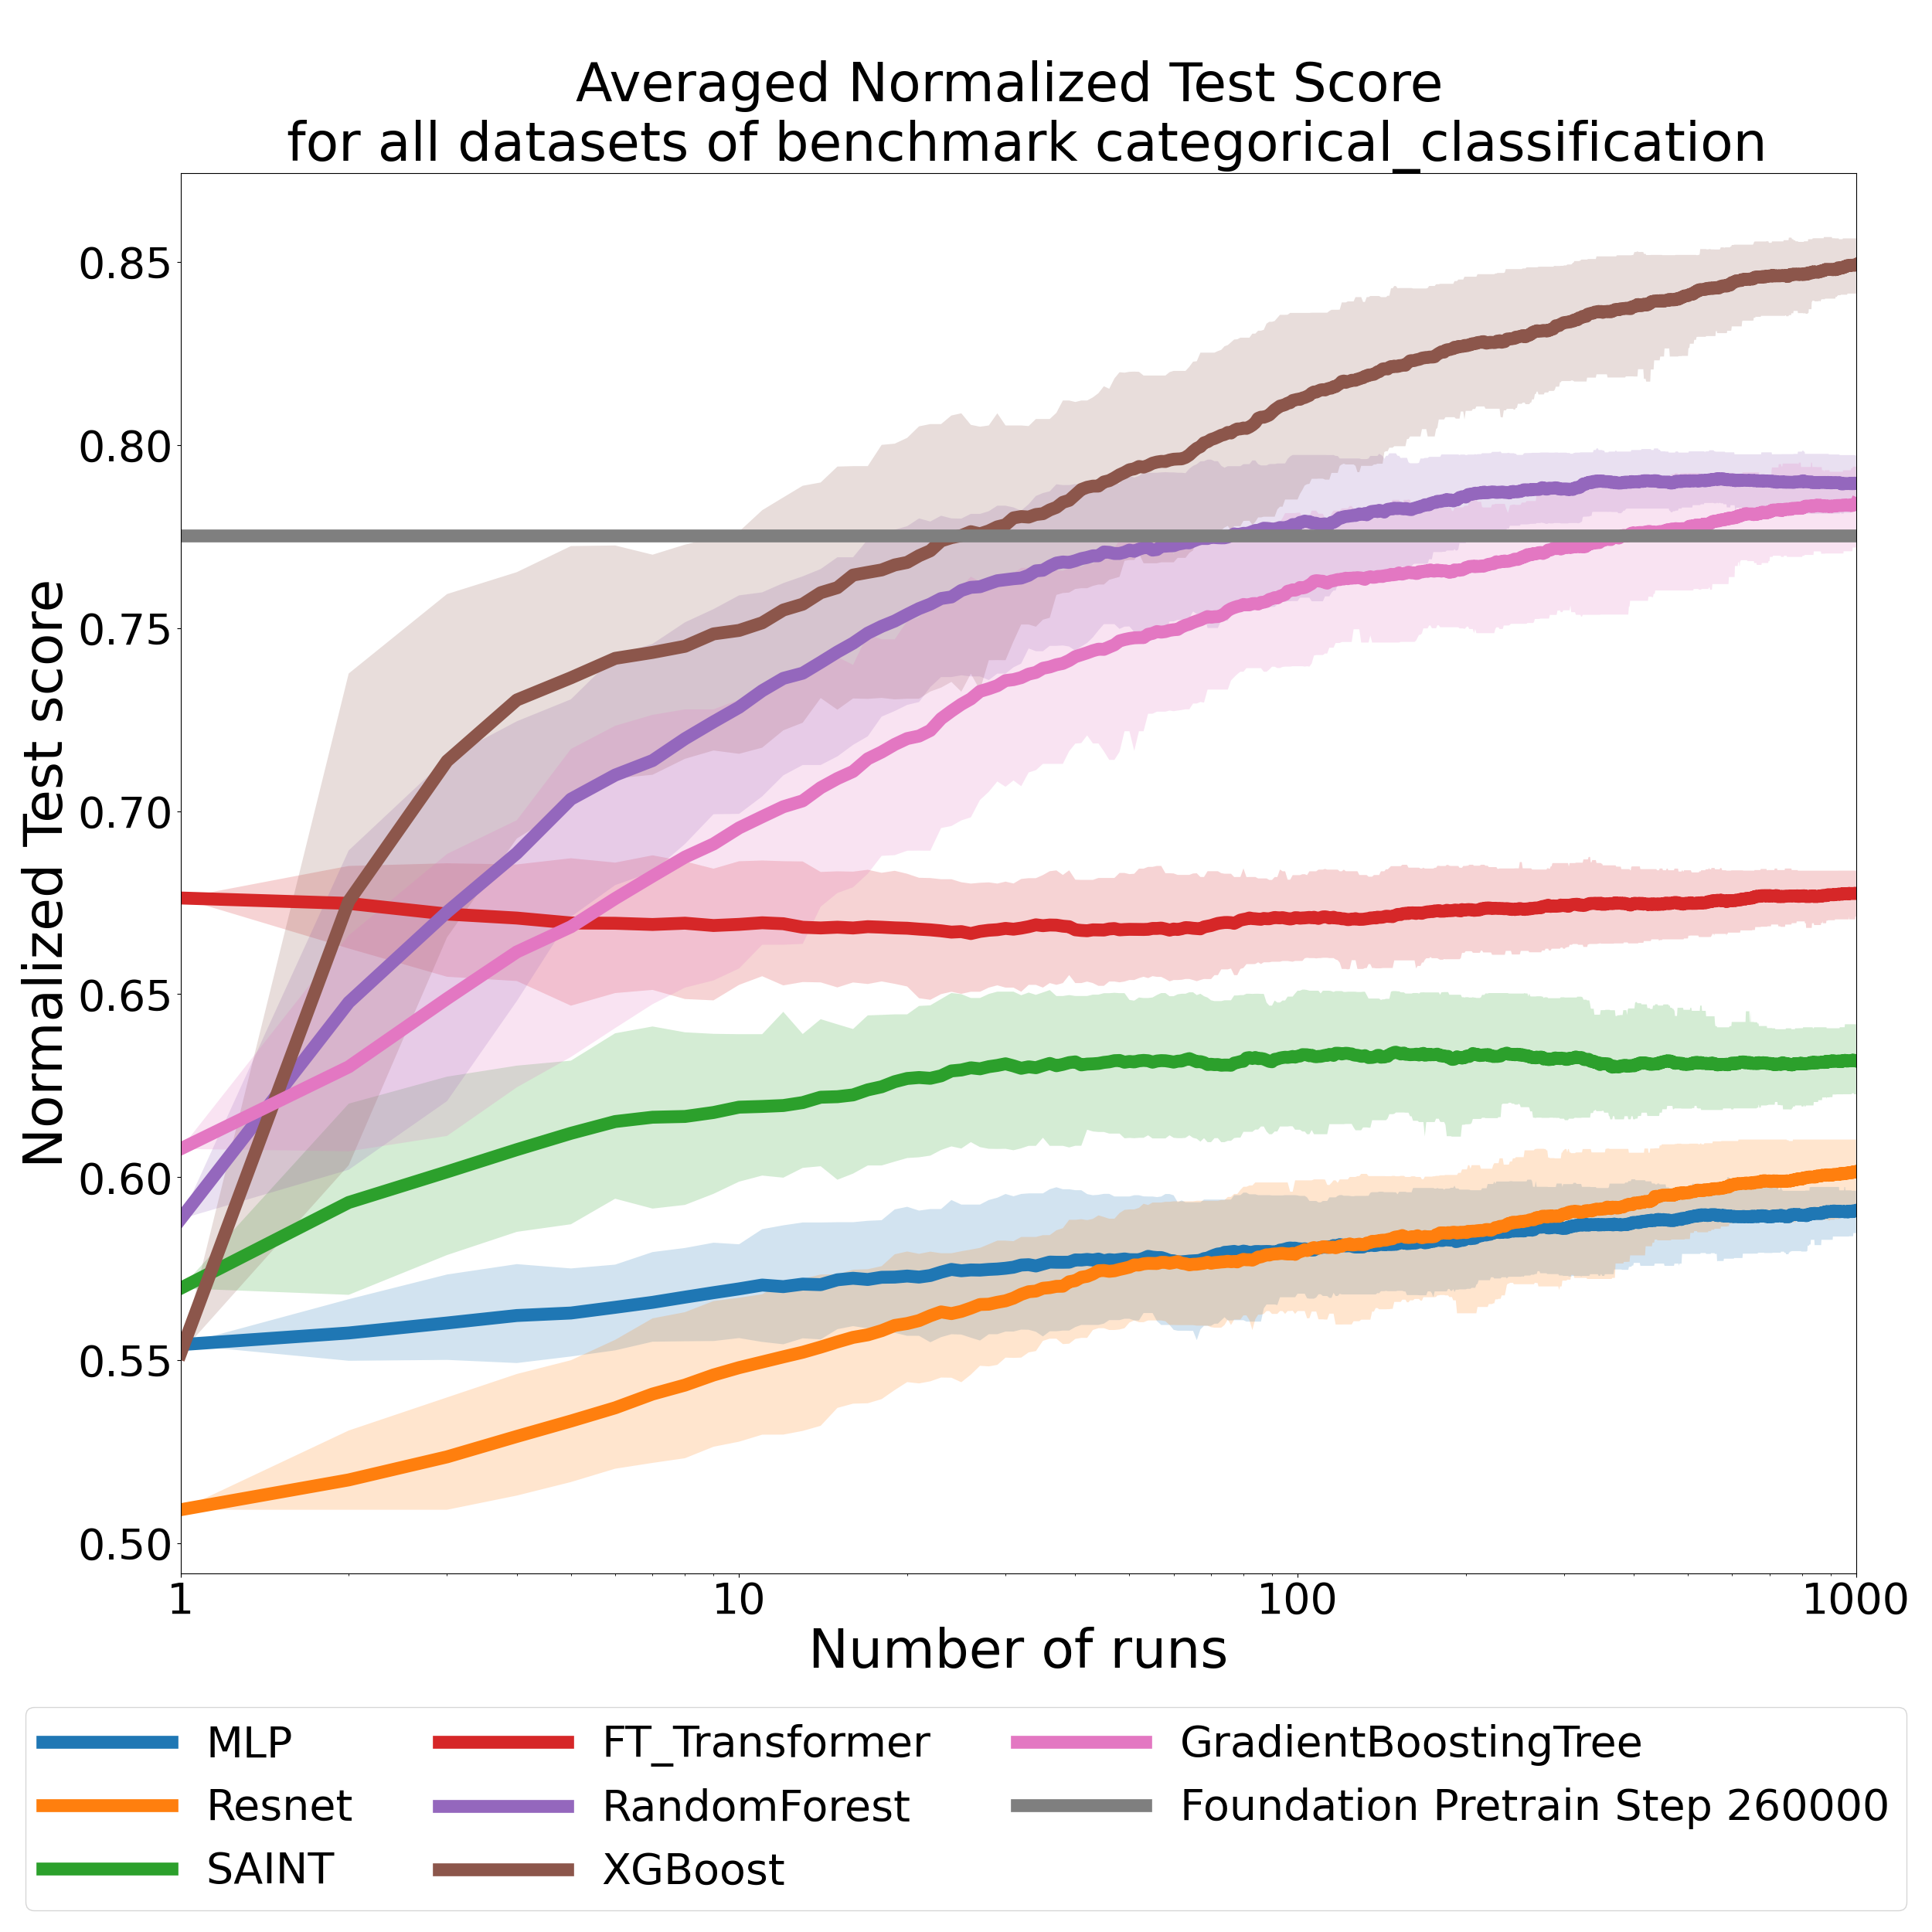 Averaged Normalized Test Score
for all datasets of benchmark categorical_classification
Normalized Test score
0.85
0.80
0.75
0.70
0.65
0.60
0.55
0.50
1
10
100
1000
Number of runs
MLP
Resnet
SAINT
FT_Transformer
RandomForest
XGBoost
GradientBoostingTree
Foundation Pretrain Step 260000